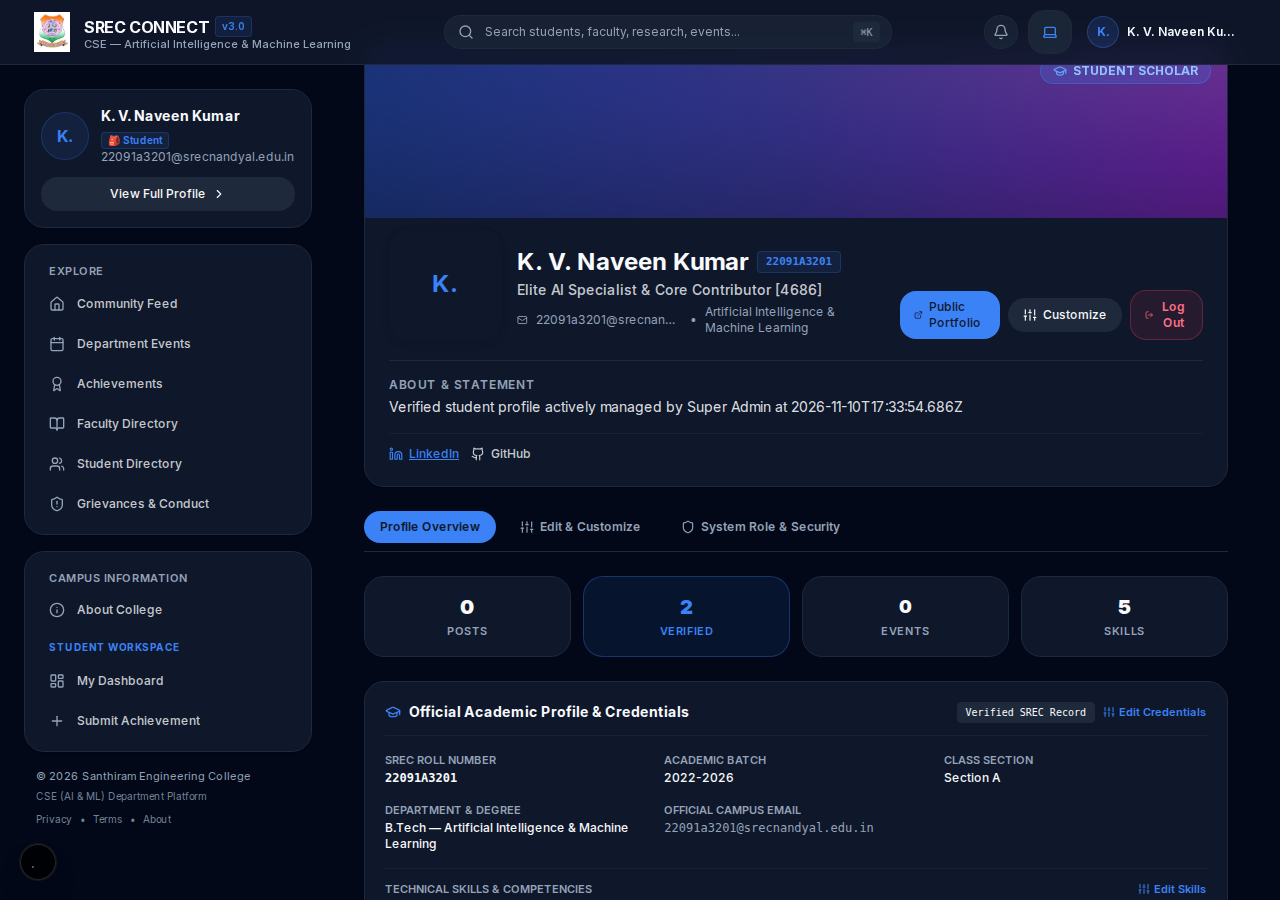 SREC CONNECT v3.0
CSE — Artificial Intelligence & Machine Learning
Search students, faculty, research, events...
⌘K
K.
K. V. Naveen Ku...
K.
K. V. Naveen Kumar
🎒 Student
22091a3201@srecnandyal.edu.in
View Full Profile
EXPLORE
Community Feed
Department Events
Achievements
Faculty Directory
Student Directory
Grievances & Conduct
CAMPUS INFORMATION
About College
STUDENT WORKSPACE
My Dashboard
Submit Achievement
© 2026 Santhiram Engineering College
CSE (AI & ML) Department Platform
Privacy • Terms • About
STUDENT SCHOLAR
K.
K. V. Naveen Kumar 22091A3201
Elite AI Specialist & Core Contributor [4686]
22091a3201@srecnan... • Artificial Intelligence &
Machine Learning
Public
Portfolio
Customize
Log
Out
ABOUT & STATEMENT
Verified student profile actively managed by Super Admin at 2026-11-10T17:33:54.686Z
LinkedIn GitHub
Profile Overview
Edit & Customize
System Role & Security
0
POSTS
2
VERIFIED
0
EVENTS
5
SKILLS
Official Academic Profile & Credentials
Verified SREC Record
Edit Credentials
SREC ROLL NUMBER
22091A3201
ACADEMIC BATCH
2022-2026
CLASS SECTION
Section A
DEPARTMENT & DEGREE
B.Tech — Artificial Intelligence & Machine
Learning
OFFICIAL CAMPUS EMAIL
22091a3201@srecnandyal.edu.in
TECHNICAL SKILLS & COMPETENCIES
Edit Skills